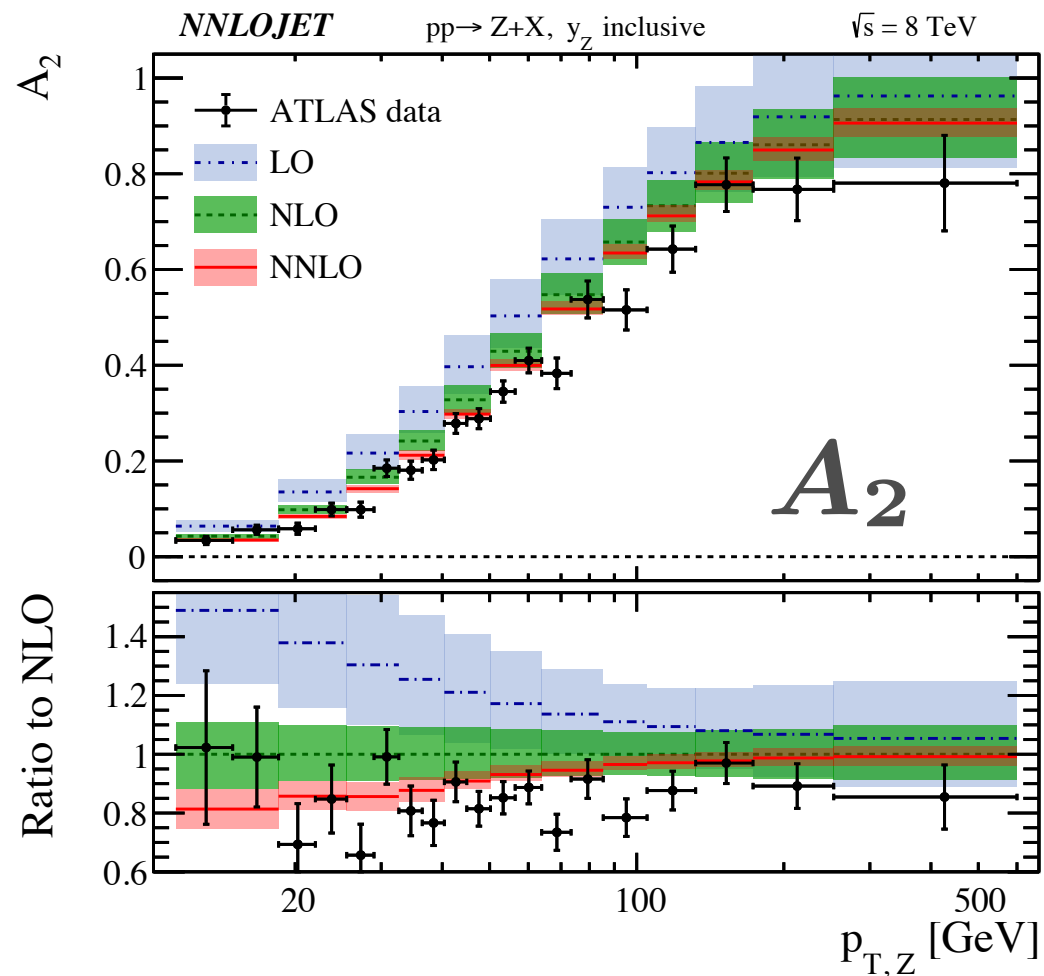 NNLOJET pp→ Z+X, y_Z inclusive √s = 8 TeV
A₂
1
0.8
0.6
0.4
0.2
0
ATLAS data
LO
NLO
NNLO
A₂
Ratio to NLO
1.4
1.2
1
0.8
0.6
20 100 500
p_T,Z [GeV]